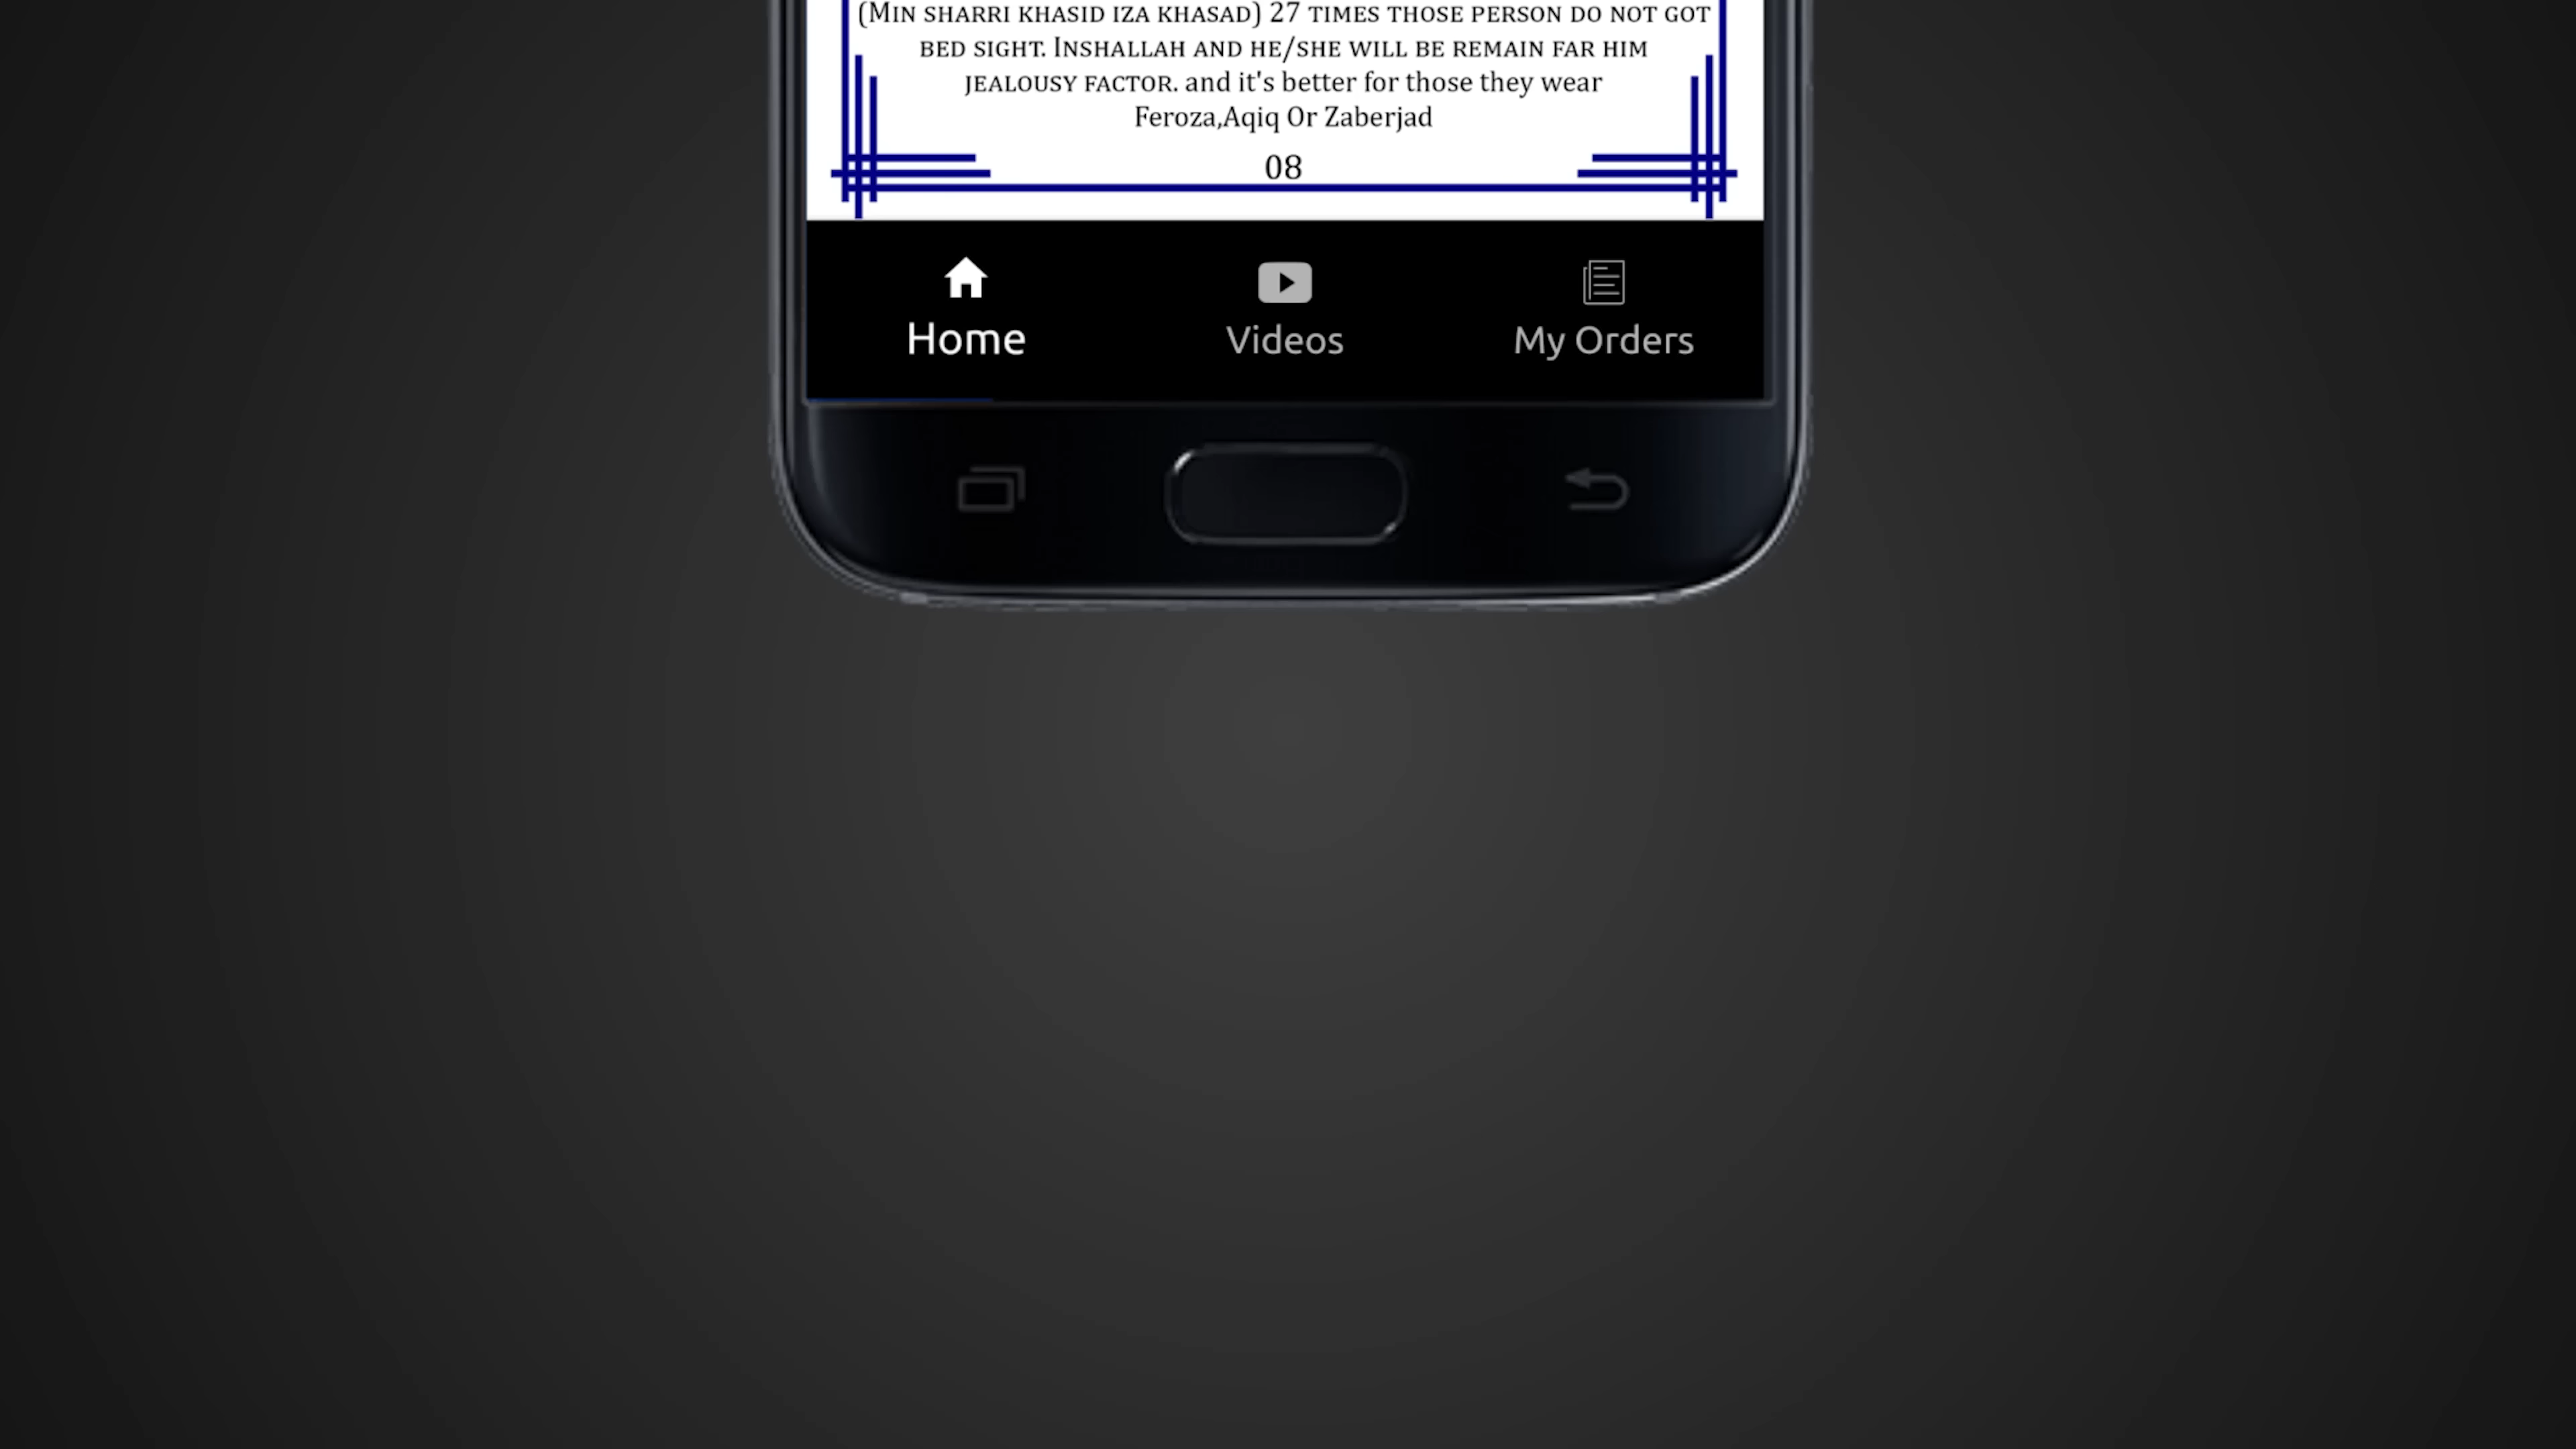 (Min sharri khasid iza khasad) 27 times those person do not got
bed sight. Inshallah and he/she will be remain far him
jealousy factor. and it's better for those they wear
Feroza,Aqiq Or Zaberjad
08
Home
Videos
My Orders